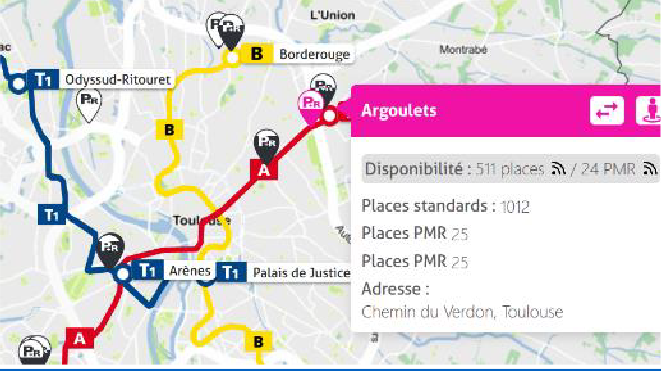 L'Union
B Borderouge
Montrabé
ac
T1 Odyssud-Ritouret
P+R
P+R
Argoulets
B
P+R
A
Disponibilité : 511 places / 24 PMR
Places standards : 1012
T1
Toulouse
Places PMR 25
P+R
T1 Arènes
T1 Palais de Justice
Places PMR 25
Adresse :
Chemin du Verdon, Toulouse
A
B
P+R